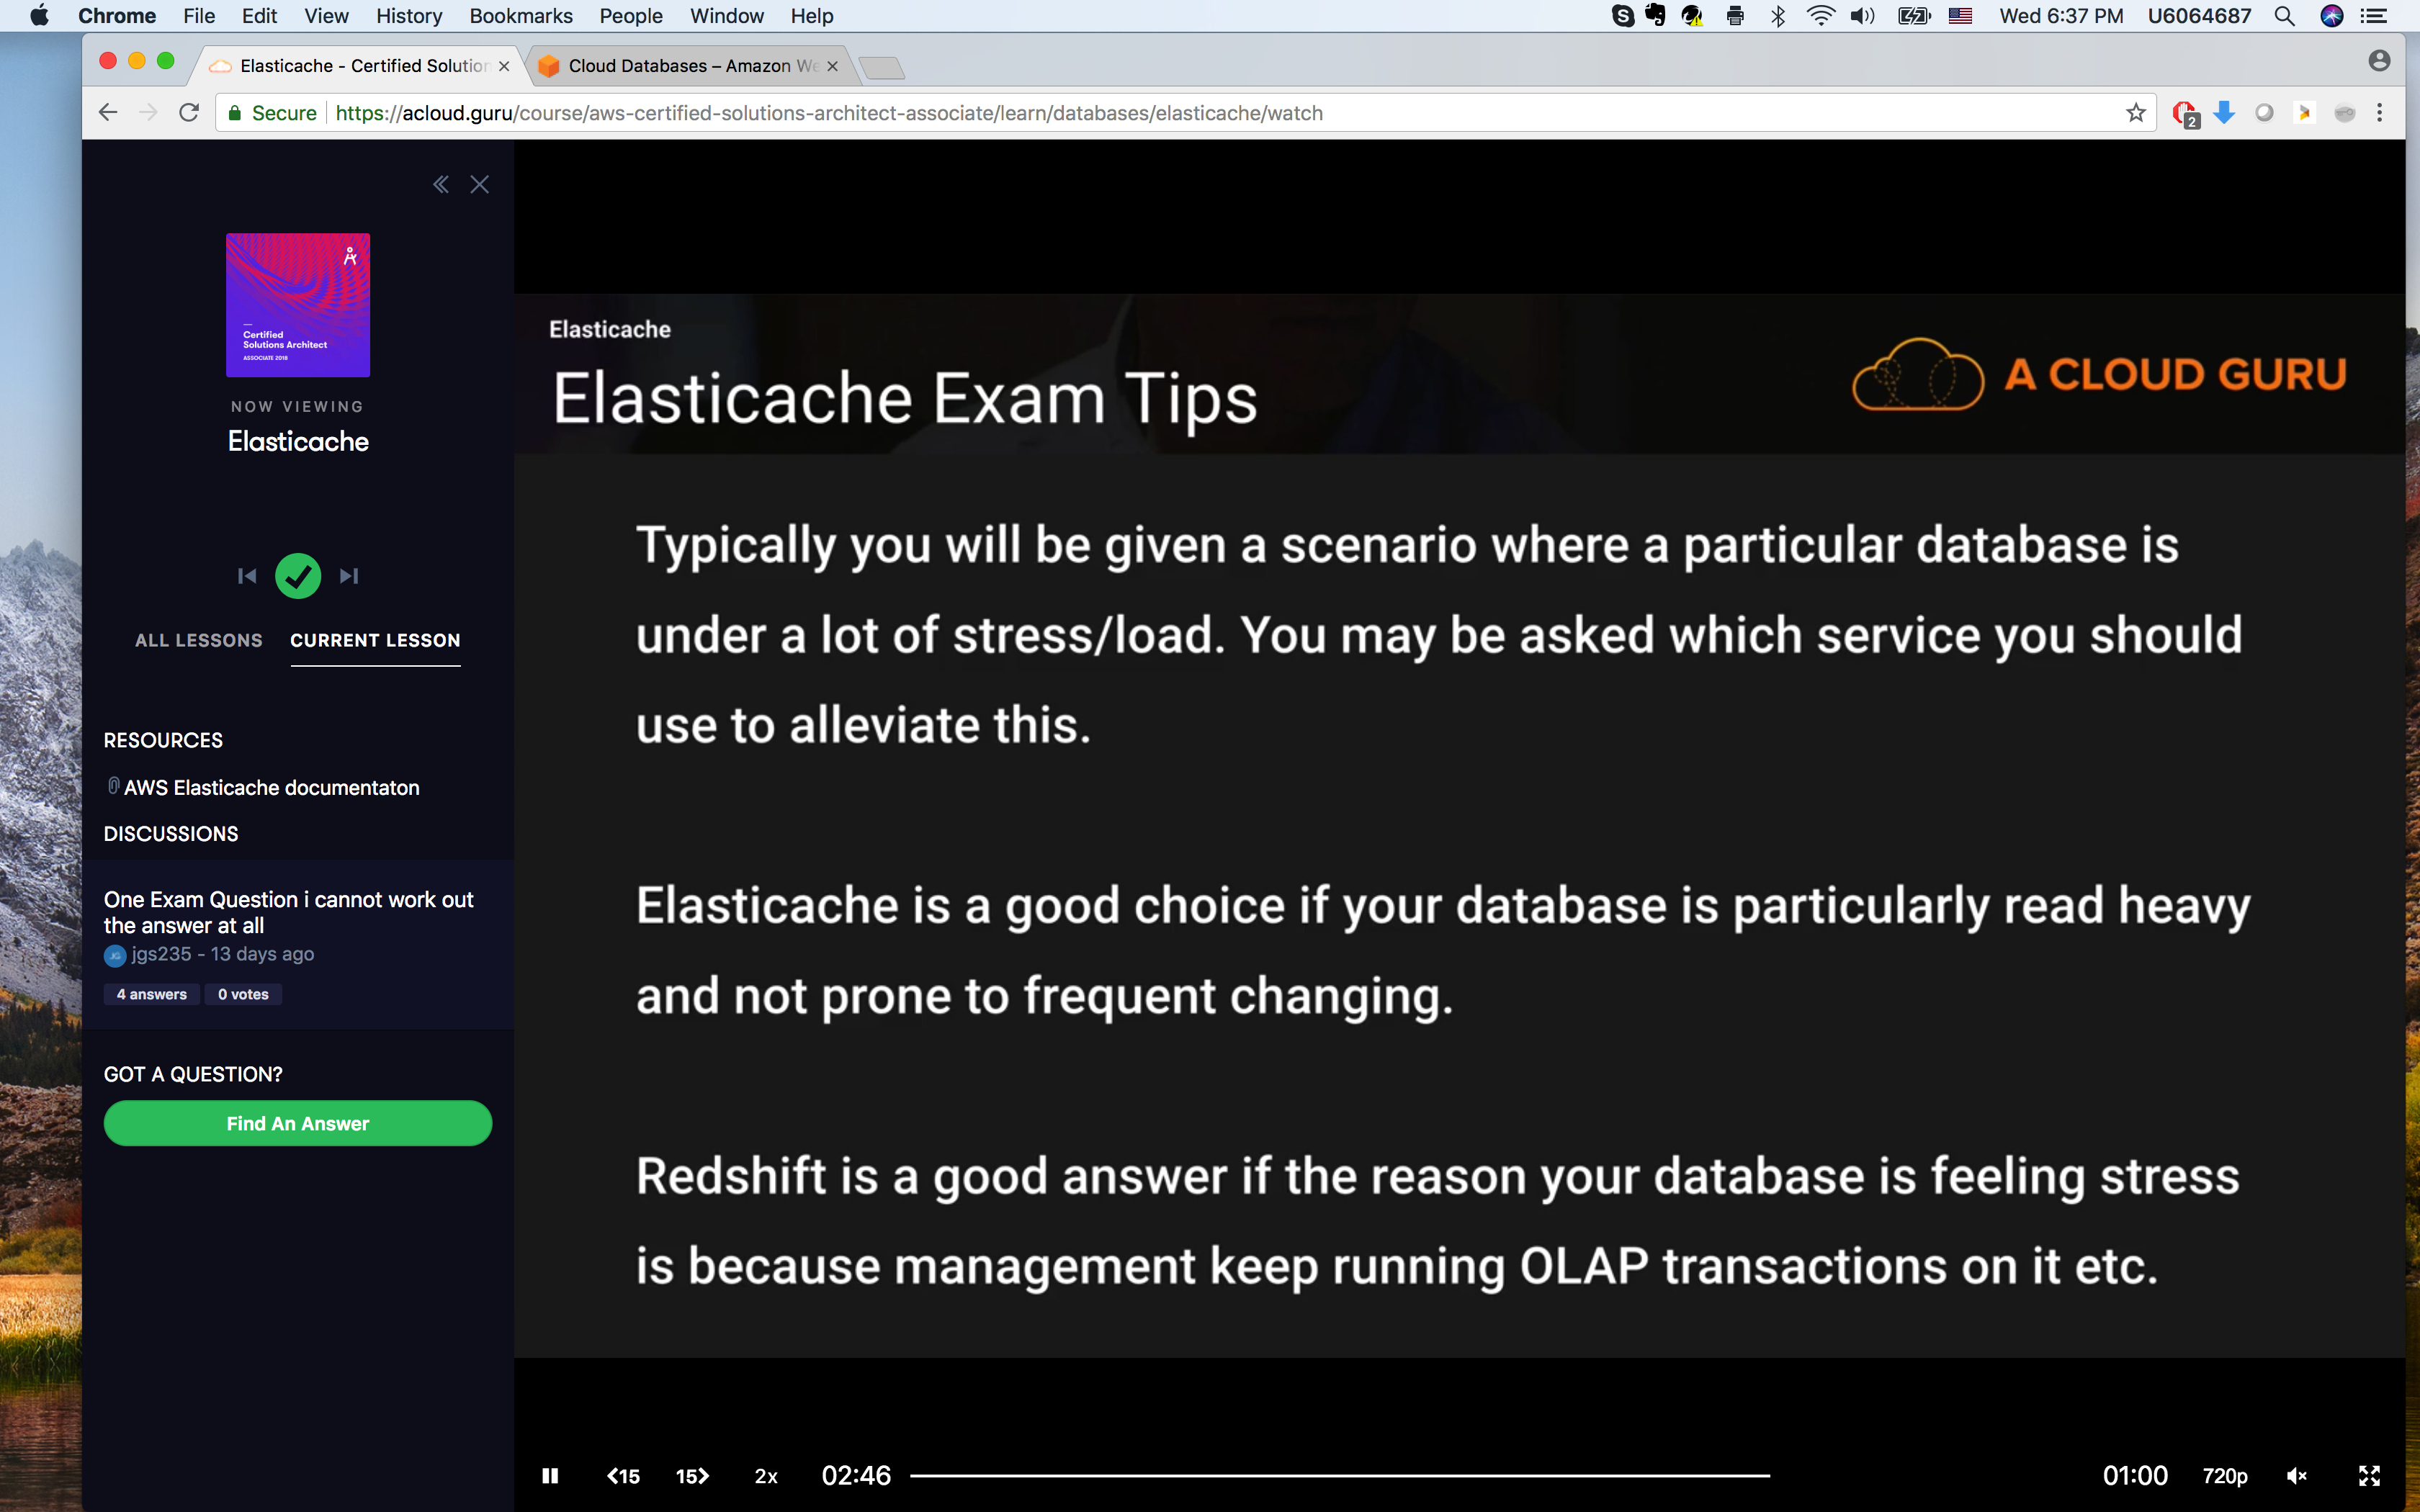 Chrome File Edit View History Bookmarks People Window Help Wed 6:37 PM U6064687
Elasticache - Certified Solution
Cloud Databases – Amazon We
Secure https://acloud.guru/course/aws-certified-solutions-architect-associate/learn/databases/elasticache/watch
2
Certified
Solutions Architect
ASSOCIATE 2018
NOW VIEWING
Elasticache
ALL LESSONS CURRENT LESSON
RESOURCES
AWS Elasticache documentaton
DISCUSSIONS
One Exam Question i cannot work out
the answer at all
JG jgs235 - 13 days ago
4 answers 0 votes
GOT A QUESTION?
Find An Answer
Elasticache
Elasticache Exam Tips
A CLOUD GURU
Typically you will be given a scenario where a particular database is
under a lot of stress/load. You may be asked which service you should
use to alleviate this.
Elasticache is a good choice if your database is particularly read heavy
and not prone to frequent changing.
Redshift is a good answer if the reason your database is feeling stress
is because management keep running OLAP transactions on it etc.
15 15 2x 02:46 01:00 720p